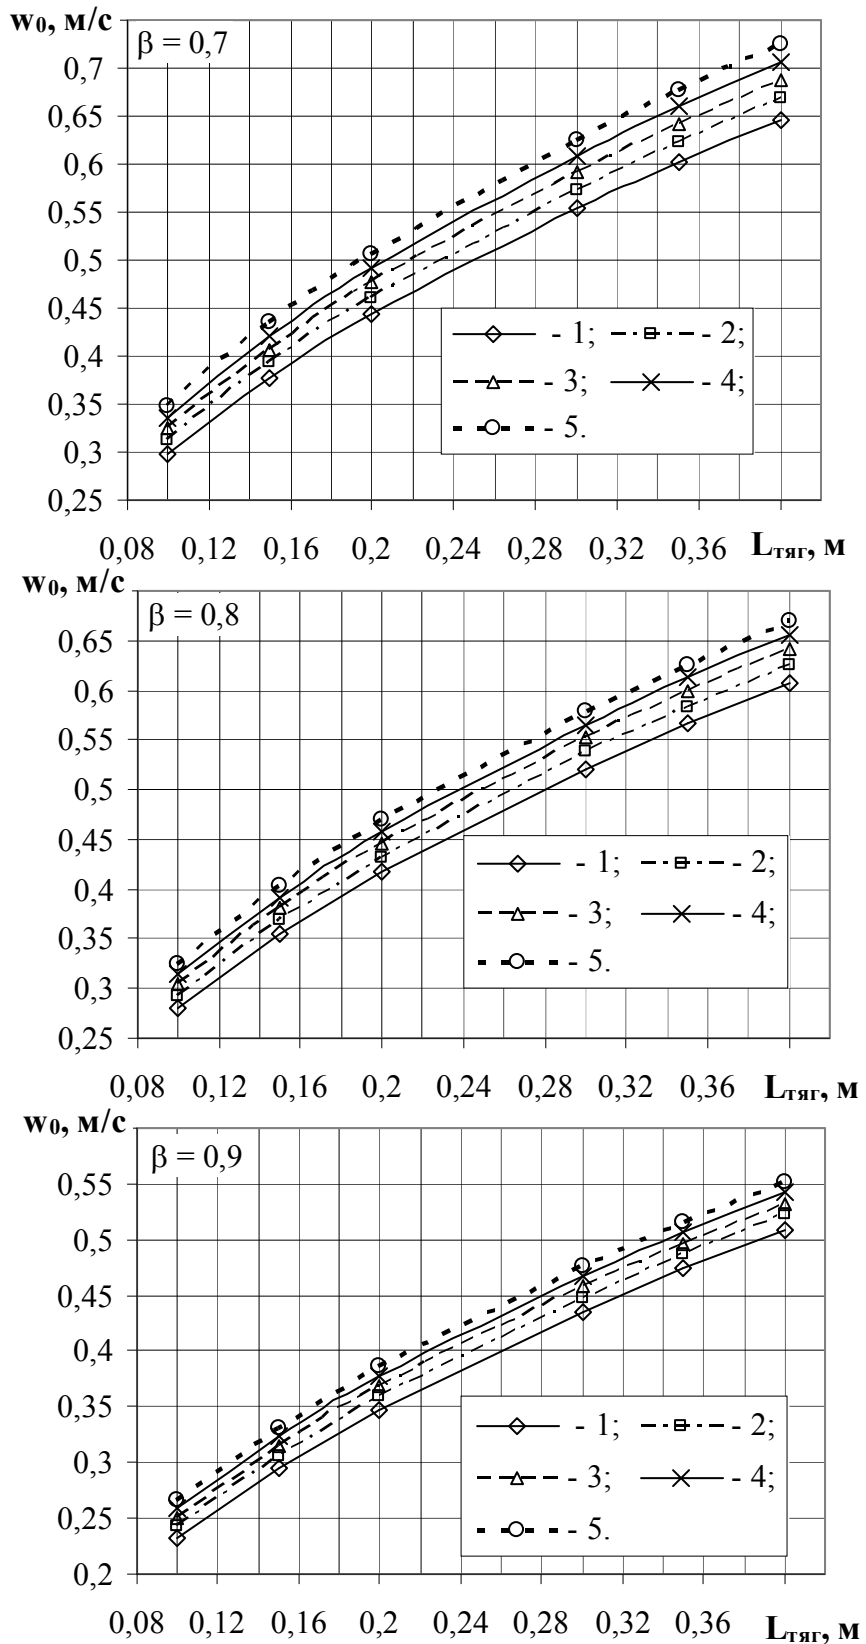 w₀, м/с
β = 0,7
0,7
0,65
0,6
0,55
0,5
0,45
0,4
0,35
0,3
0,25
- 1; - 2;
- 3; - 4;
- 5.
0,08 0,12 0,16 0,2 0,24 0,28 0,32 0,36 Lтяг, м
w₀, м/с
β = 0,8
0,65
0,6
0,55
0,5
0,45
0,4
0,35
0,3
0,25
- 1; - 2;
- 3; - 4;
- 5.
0,08 0,12 0,16 0,2 0,24 0,28 0,32 0,36 Lтяг, м
w₀, м/с
β = 0,9
0,55
0,5
0,45
0,4
0,35
0,3
0,25
0,2
- 1; - 2;
- 3; - 4;
- 5.
0,08 0,12 0,16 0,2 0,24 0,28 0,32 0,36 Lтяг, м